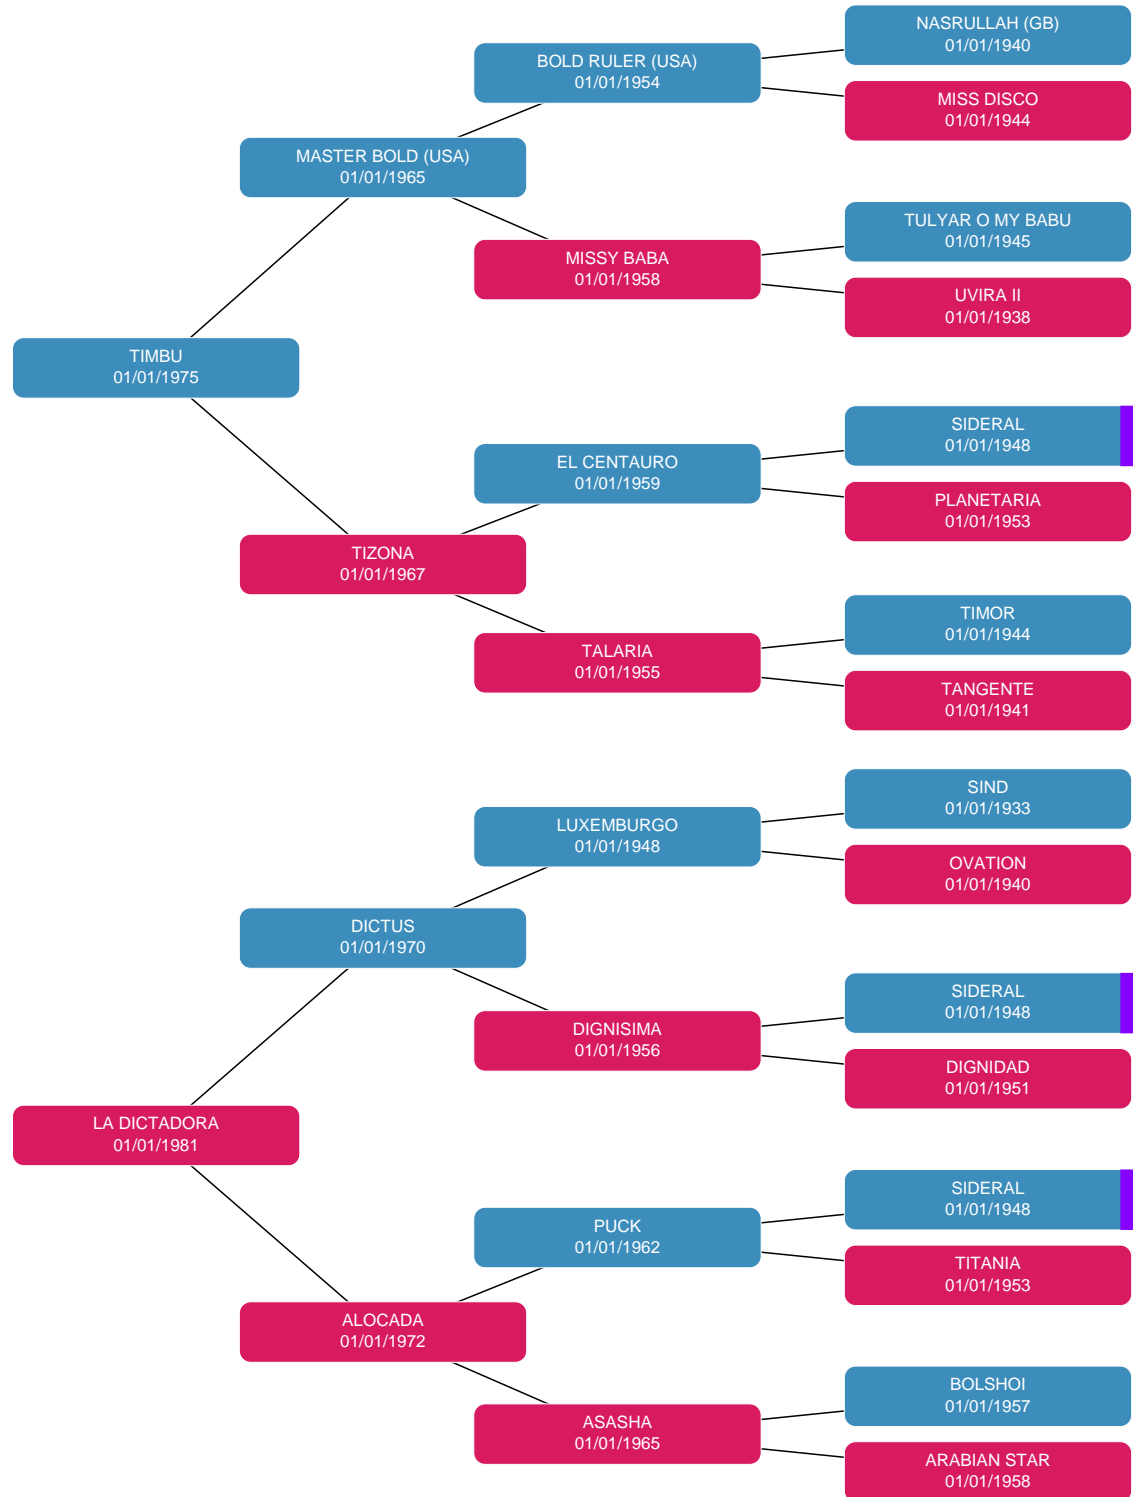 NASRULLAH (GB)
01/01/1940
BOLD RULER (USA)
01/01/1954
MISS DISCO
01/01/1944
MASTER BOLD (USA)
01/01/1965
TULYAR O MY BABU
01/01/1945
MISSY BABA
01/01/1958
UVIRA II
01/01/1938
TIMBU
01/01/1975
SIDERAL
01/01/1948
EL CENTAURO
01/01/1959
PLANETARIA
01/01/1953
TIZONA
01/01/1967
TIMOR
01/01/1944
TALARIA
01/01/1955
TANGENTE
01/01/1941
SIND
01/01/1933
LUXEMBURGO
01/01/1948
OVATION
01/01/1940
DICTUS
01/01/1970
SIDERAL
01/01/1948
DIGNISIMA
01/01/1956
DIGNIDAD
01/01/1951
LA DICTADORA
01/01/1981
SIDERAL
01/01/1948
PUCK
01/01/1962
TITANIA
01/01/1953
ALOCADA
01/01/1972
BOLSHOI
01/01/1957
ASASHA
01/01/1965
ARABIAN STAR
01/01/1958